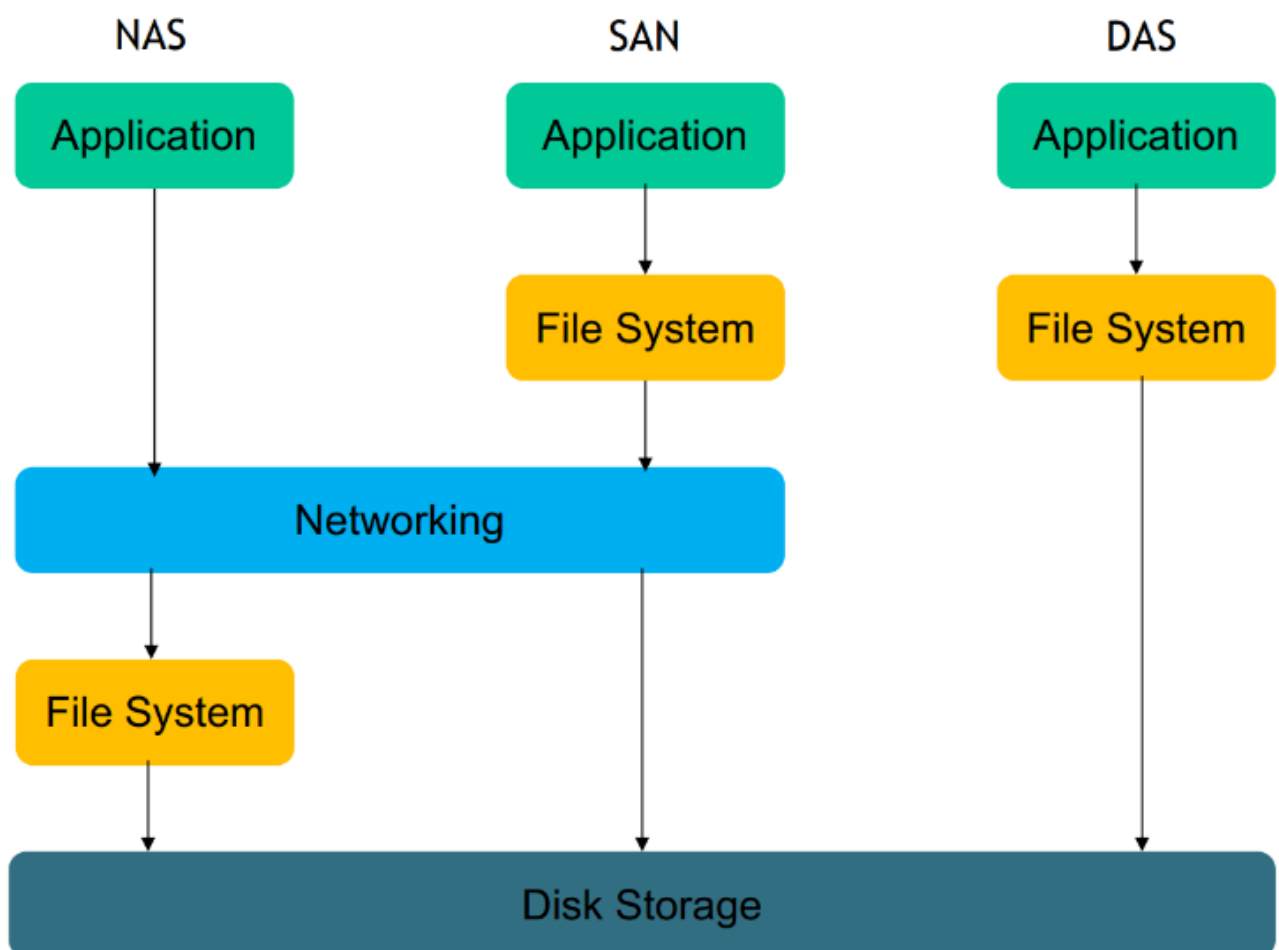 NAS
SAN
DAS
Application
Application
Application
File System
File System
Networking
File System
Disk Storage